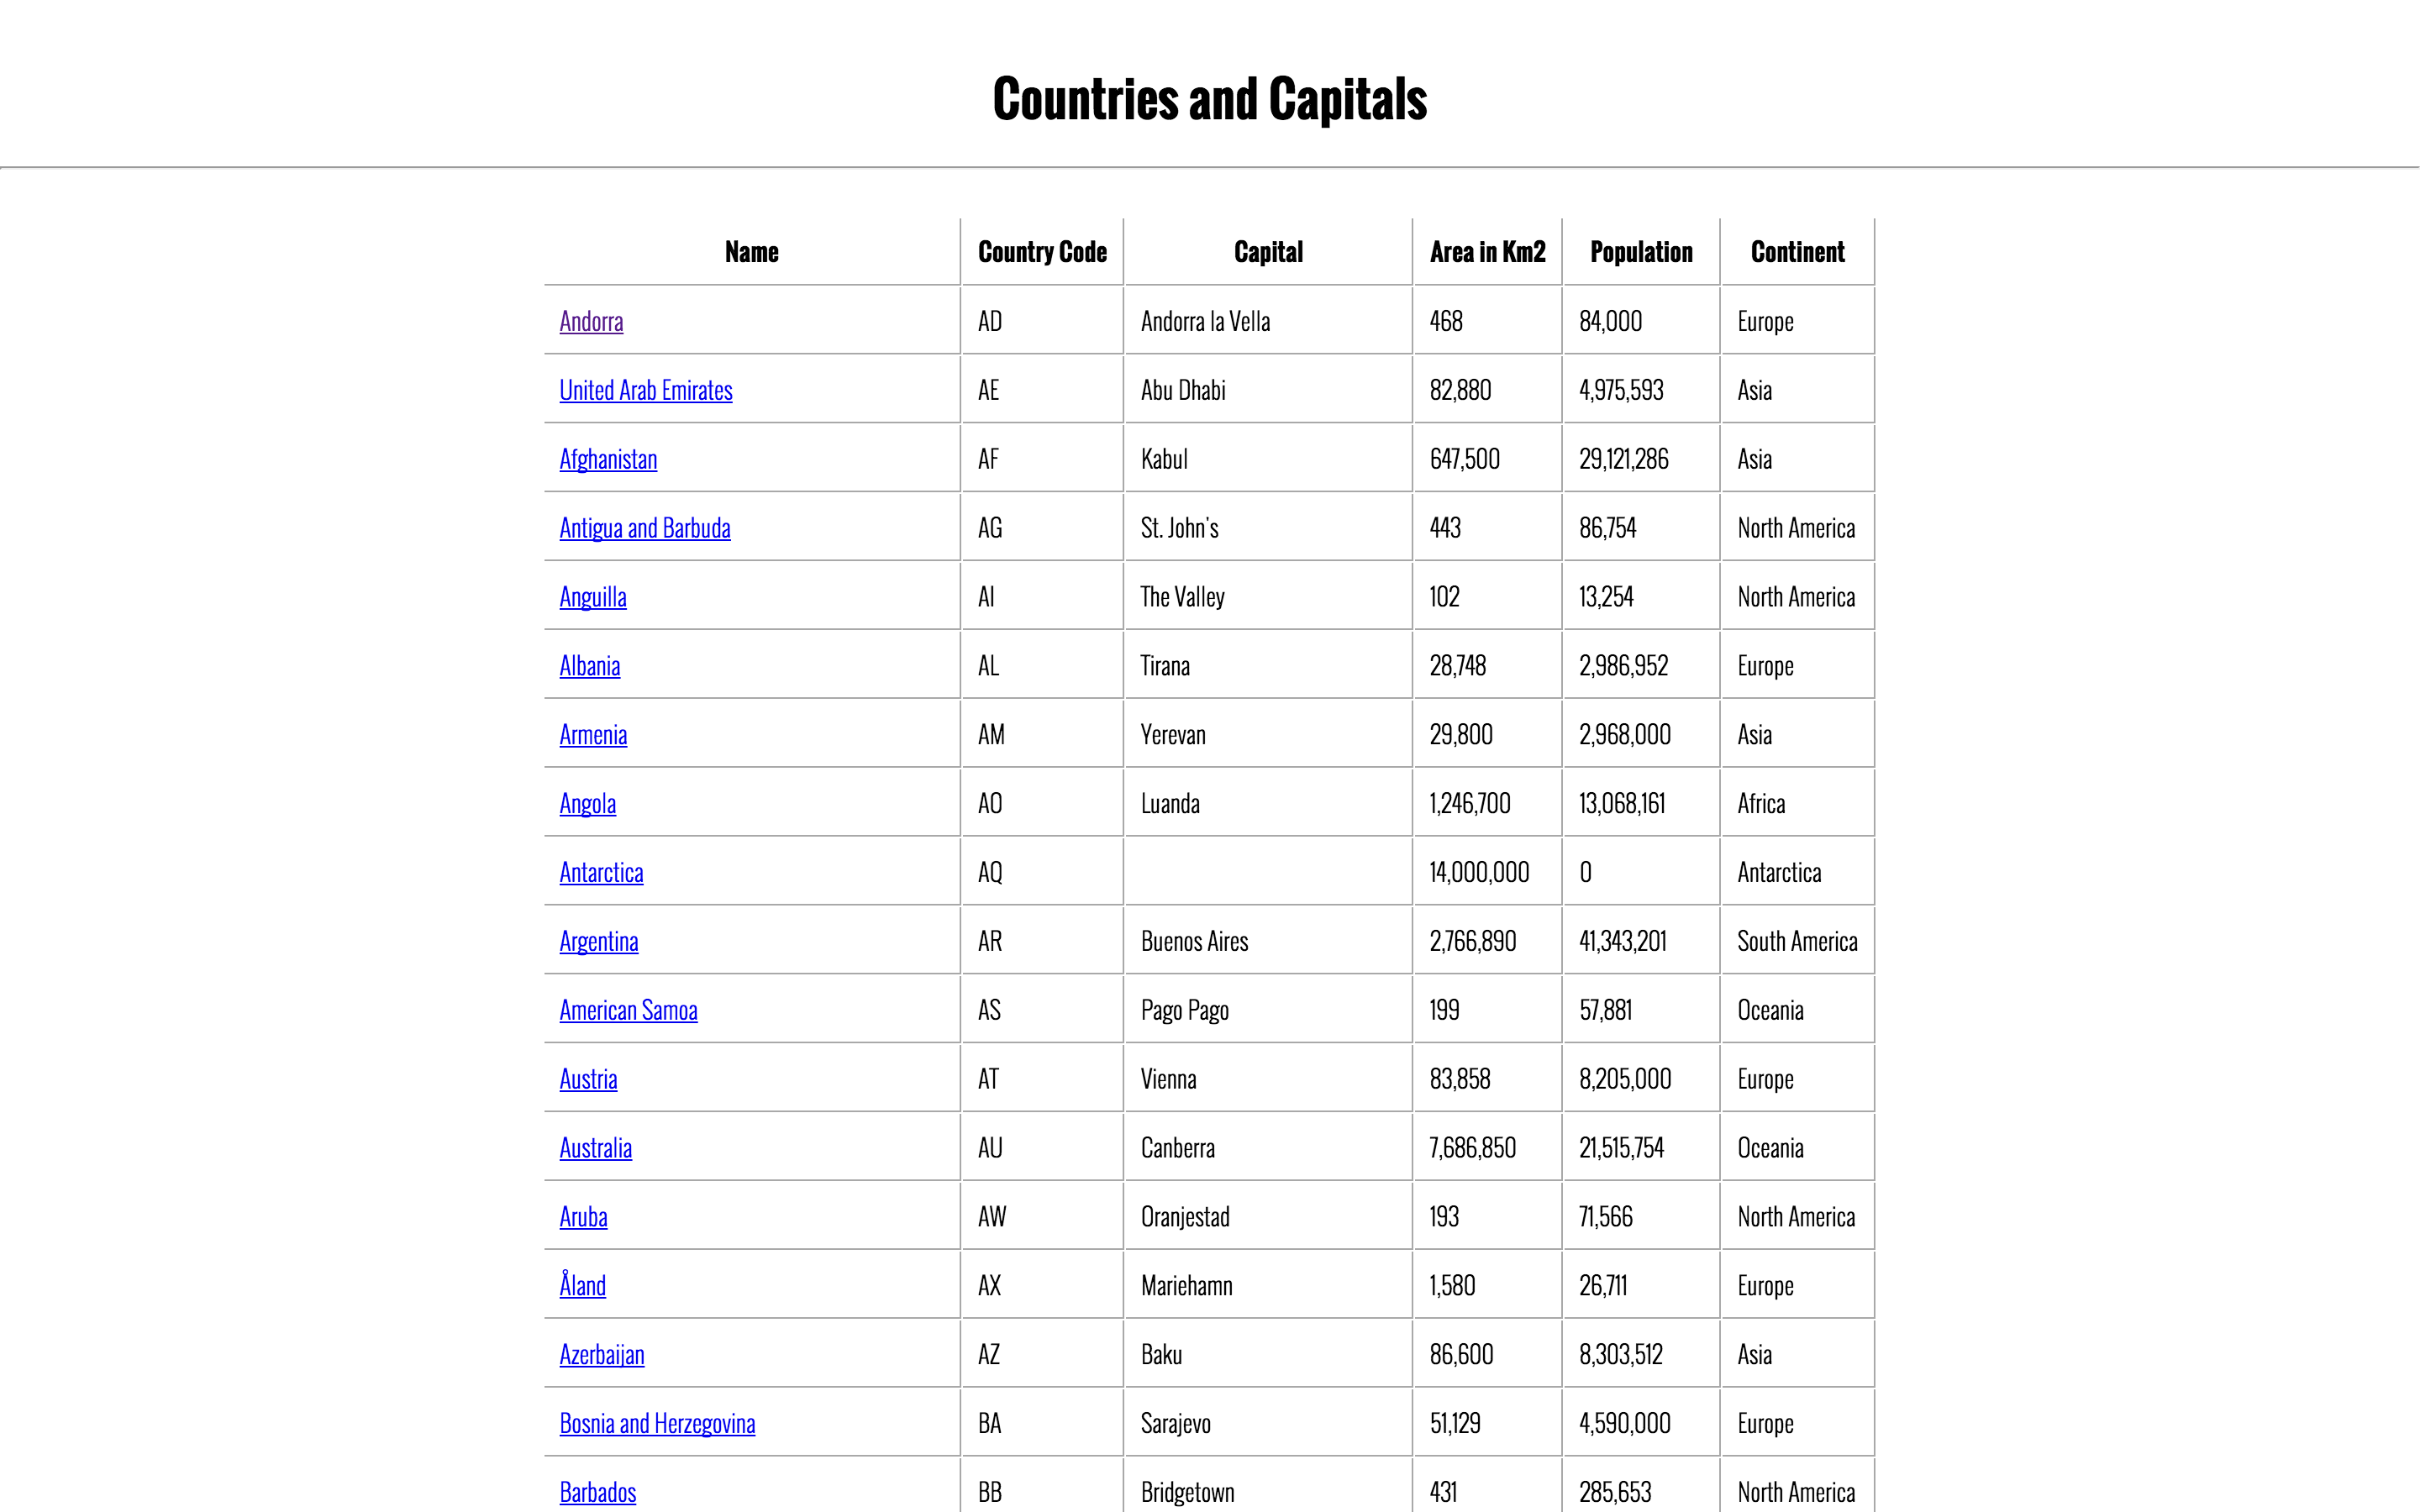 Countries and Capitals
Name Country Code Capital Area in Km2 Population Continent
Andorra AD Andorra la Vella 468 84,000 Europe
United Arab Emirates AE Abu Dhabi 82,880 4,975,593 Asia
Afghanistan AF Kabul 647,500 29,121,286 Asia
Antigua and Barbuda AG St. John's 443 86,754 North America
Anguilla AI The Valley 102 13,254 North America
Albania AL Tirana 28,748 2,986,952 Europe
Armenia AM Yerevan 29,800 2,968,000 Asia
Angola AO Luanda 1,246,700 13,068,161 Africa
Antarctica AQ 14,000,000 0 Antarctica
Argentina AR Buenos Aires 2,766,890 41,343,201 South America
American Samoa AS Pago Pago 199 57,881 Oceania
Austria AT Vienna 83,858 8,205,000 Europe
Australia AU Canberra 7,686,850 21,515,754 Oceania
Aruba AW Oranjestad 193 71,566 North America
Åland AX Mariehamn 1,580 26,711 Europe
Azerbaijan AZ Baku 86,600 8,303,512 Asia
Bosnia and Herzegovina BA Sarajevo 51,129 4,590,000 Europe
Barbados BB Bridgetown 431 285,653 North America